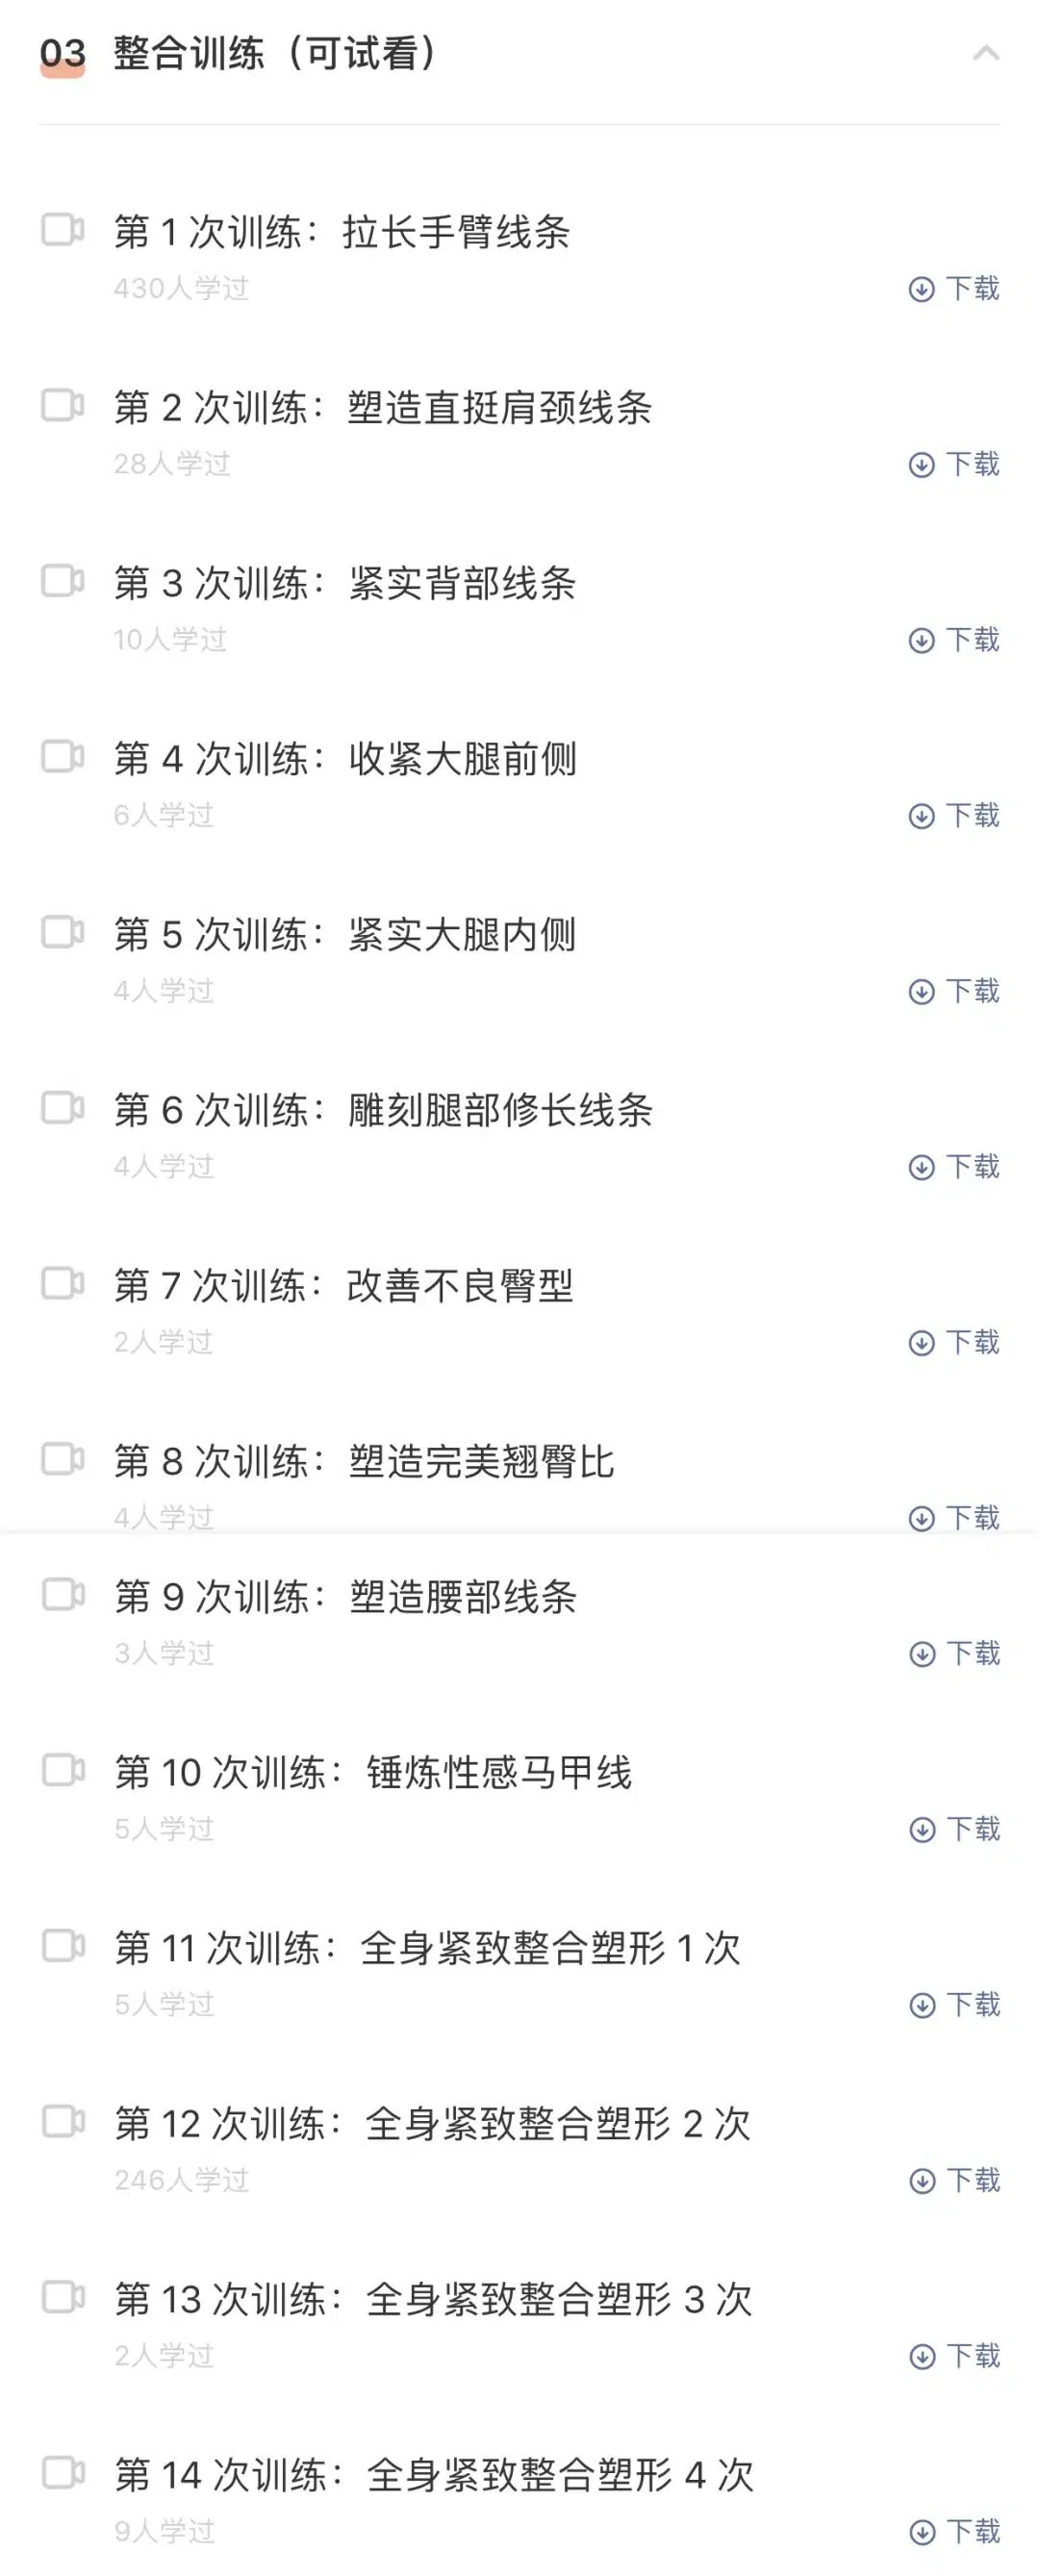 03 整合训练（可试看）
第 1 次训练：拉长手臂线条
430人学过 下载
第 2 次训练：塑造直挺肩颈线条
28人学过 下载
第 3 次训练：紧实背部线条
10人学过 下载
第 4 次训练：收紧大腿前侧
6人学过 下载
第 5 次训练：紧实大腿内侧
4人学过 下载
第 6 次训练：雕刻腿部修长线条
4人学过 下载
第 7 次训练：改善不良臀型
2人学过 下载
第 8 次训练：塑造完美翘臀比
4人学过 下载
第 9 次训练：塑造腰部线条
3人学过 下载
第 10 次训练：锤炼性感马甲线
5人学过 下载
第 11 次训练：全身紧致整合塑形 1 次
5人学过 下载
第 12 次训练：全身紧致整合塑形 2 次
246人学过 下载
第 13 次训练：全身紧致整合塑形 3 次
2人学过 下载
第 14 次训练：全身紧致整合塑形 4 次
9人学过 下载